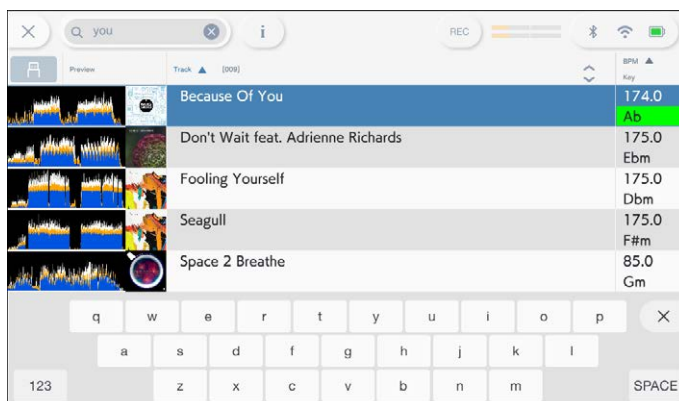 you
i
REC
Preview
Track ▲ [009]
BPM ▲
Key
Because Of You
174.0
Ab
Don't Wait feat. Adrienne Richards
175.0
Ebm
Fooling Yourself
175.0
Dbm
Seagull
175.0
F#m
Space 2 Breathe
85.0
Gm
q w e r t y u i o p
a s d f g h j k l
123 z x c v b n m SPACE